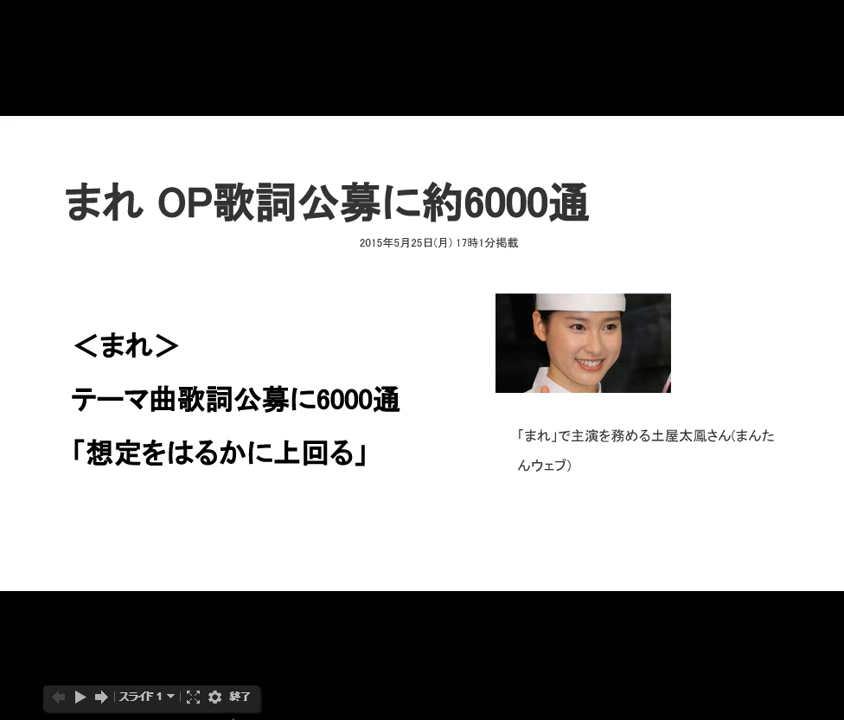 まれ OP歌詞公募に約6000通
2015年5月25日(月) 17時1分掲載
＜まれ＞
テーマ曲歌詞公募に6000通
「想定をはるかに上回る」
「まれ」で主演を務める土屋太鳳さん(まんた
んウェブ)
スライド 1
終了